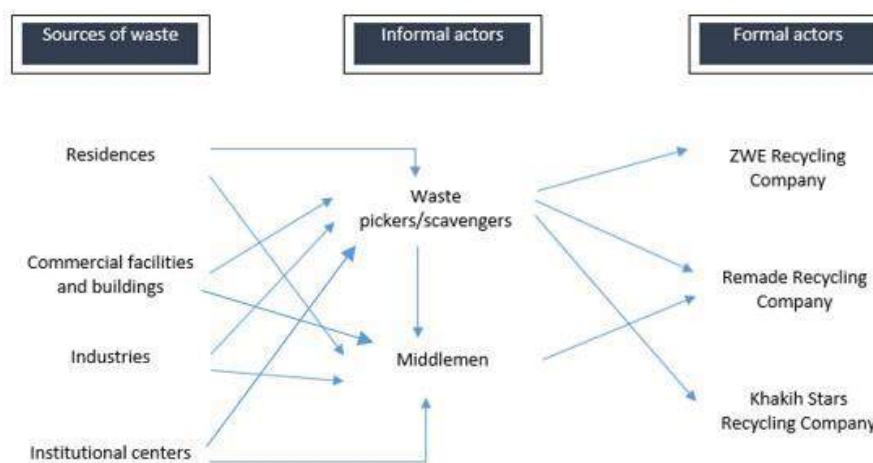 Sources of waste
Informal actors
Formal actors
Residences
ZWE Recycling
Company
Waste
pickers/scavengers
Commercial facilities
and buildings
Remade Recycling
Company
Industries
Middlemen
Khakih Stars
Recycling Company
Institutional centers